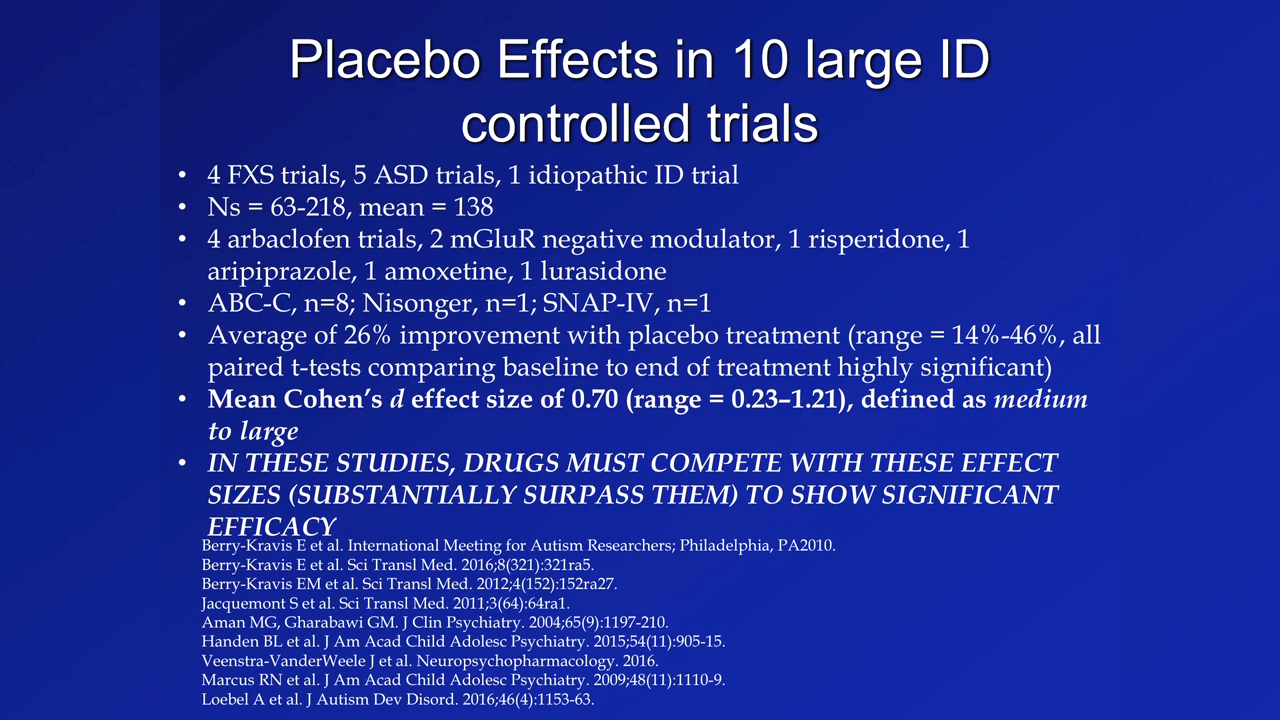 Placebo Effects in 10 large ID
controlled trials
• 4 FXS trials, 5 ASD trials, 1 idiopathic ID trial
• Ns = 63-218, mean = 138
• 4 arbaclofen trials, 2 mGluR negative modulator, 1 risperidone, 1
aripiprazole, 1 amoxetine, 1 lurasidone
• ABC-C, n=8; Nisonger, n=1; SNAP-IV, n=1
• Average of 26% improvement with placebo treatment (range = 14%-46%, all
paired t-tests comparing baseline to end of treatment highly significant)
• Mean Cohen’s d effect size of 0.70 (range = 0.23–1.21), defined as medium
to large
• IN THESE STUDIES, DRUGS MUST COMPETE WITH THESE EFFECT
SIZES (SUBSTANTIALLY SURPASS THEM) TO SHOW SIGNIFICANT
EFFICACY
Berry-Kravis E et al. International Meeting for Autism Researchers; Philadelphia, PA2010.
Berry-Kravis E et al. Sci Transl Med. 2016;8(321):321ra5.
Berry-Kravis EM et al. Sci Transl Med. 2012;4(152):152ra27.
Jacquemont S et al. Sci Transl Med. 2011;3(64):64ra1.
Aman MG, Gharabawi GM. J Clin Psychiatry. 2004;65(9):1197-210.
Handen BL et al. J Am Acad Child Adolesc Psychiatry. 2015;54(11):905-15.
Veenstra-VanderWeele J et al. Neuropsychopharmacology. 2016.
Marcus RN et al. J Am Acad Child Adolesc Psychiatry. 2009;48(11):1110-9.
Loebel A et al. J Autism Dev Disord. 2016;46(4):1153-63.